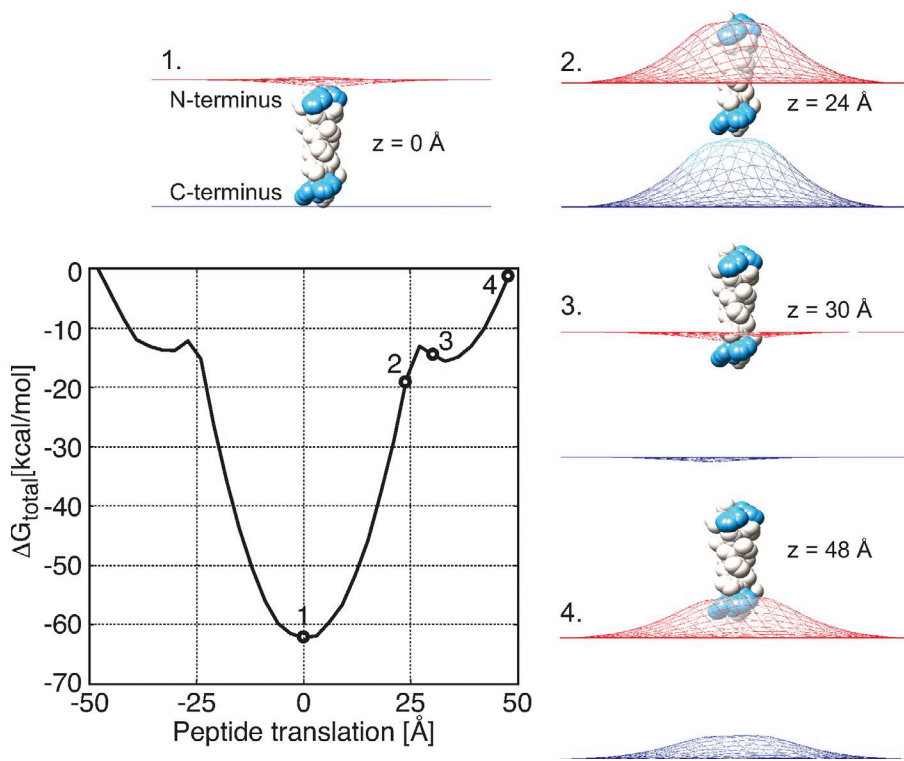 1.
N-terminus
z = 0 Å
C-terminus
2.
z = 24 Å
3.
z = 30 Å
4.
z = 48 Å
ΔG_total[kcal/mol]
0
-10
-20
-30
-40
-50
-60
-70
4
3
2
1
-50
-25
0
25
50
Peptide translation [Å]